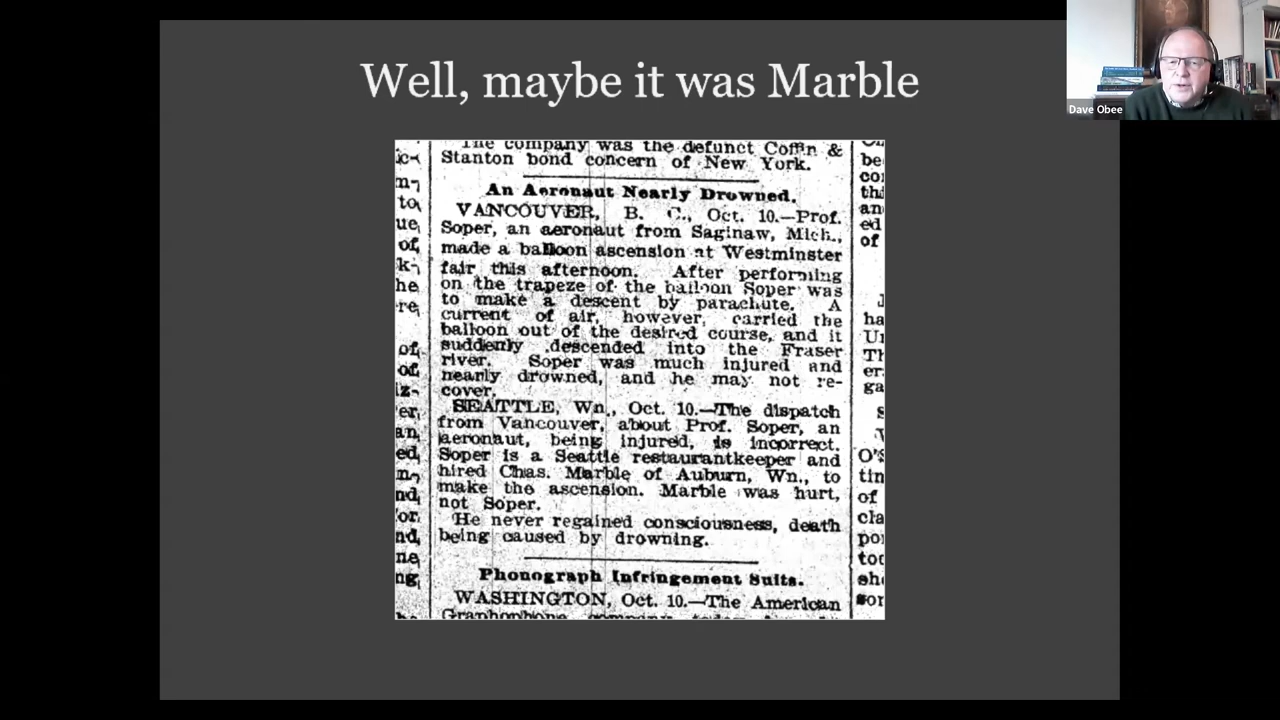 Well, maybe it was Marble
Dave Obee
The company was the defunct Coffin &
Stanton bond concern of New York.
An Aeronaut Nearly Drowned.
VANCOUVER, B. C., Oct. 10.—Prof.
Soper, an aeronaut from Saginaw, Mich.,
made a balloon ascension at Westminster
fair this afternoon. After performing
on the trapeze of the balloon Soper was
to make a descent by parachute. A
current of air, however, carried the
balloon out of the desired course, and it
suddenly descended into the Fraser
river. Soper was much injured and
nearly drowned, and he may not re-
cover.
SEATTLE, Wn., Oct. 10.—The dispatch
from Vancouver, about Prof. Soper, an
aeronaut, being injured, is incorrect.
Soper is a Seattle restaurantkeeper and
hired Chas. Marble of Auburn, Wn., to
make the ascension. Marble was hurt,
not Soper.
He never regained consciousness, death
being caused by drowning.
Phonograph Infringement Suits.
WASHINGTON, Oct. 10.—The American
Graphophone company